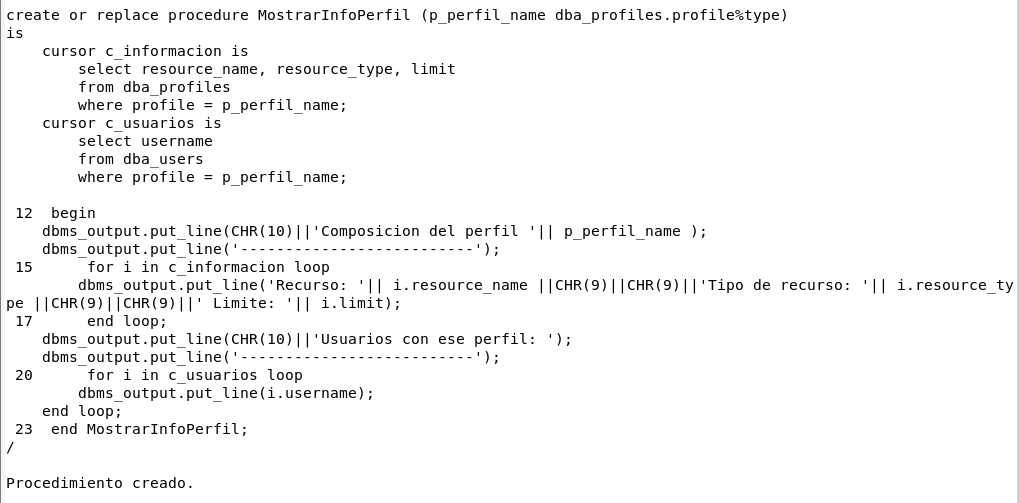 create or replace procedure MostrarInfoPerfil (p_perfil_name dba_profiles.profile%type)
is
    cursor c_informacion is
        select resource_name, resource_type, limit
        from dba_profiles
        where profile = p_perfil_name;
    cursor c_usuarios is
        select username
        from dba_users
        where profile = p_perfil_name;

 12  begin
    dbms_output.put_line(CHR(10)||'Composicion del perfil '|| p_perfil_name );
    dbms_output.put_line('--------------------------');
 15      for i in c_informacion loop
        dbms_output.put_line('Recurso: '|| i.resource_name ||CHR(9)||CHR(9)||'Tipo de recurso: '|| i.resource_ty
pe ||CHR(9)||CHR(9)||' Limite: '|| i.limit);
 17      end loop;
    dbms_output.put_line(CHR(10)||'Usuarios con ese perfil: ');
    dbms_output.put_line('--------------------------');
 20      for i in c_usuarios loop
        dbms_output.put_line(i.username);
    end loop;
 23  end MostrarInfoPerfil;
/

Procedimiento creado.